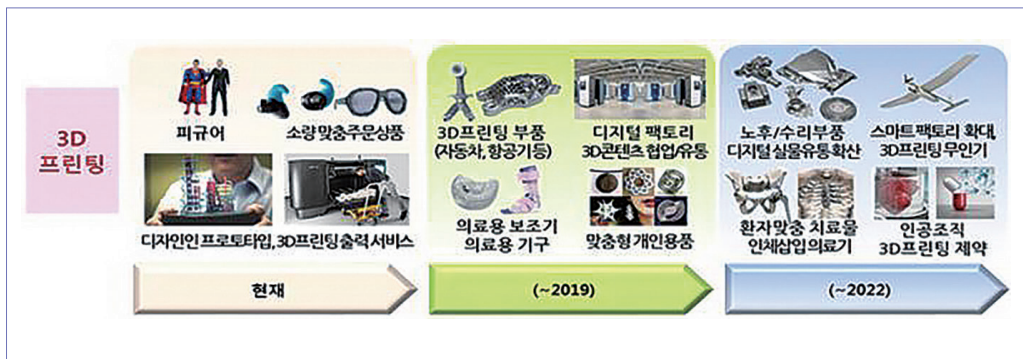 3D
프린팅
피규어
소량 맞춤 주문상품
디자인인 프로토타입, 3D프린팅 출력 서비스
현재
3D프린팅 부품
(자동차, 항공기등)
디지털 팩토리
3D콘텐츠 협업/유통
의료용 보조기
의료용 기구
맞춤형 개인용품
(~2019)
노후/수리부품
디지털 실물유통 확산
스마트 팩토리 확대,
3D프린팅 무인기
환자 맞춤 치료물
인체삽입 의료기
인공조직
3D프린팅 제약
(~2022)